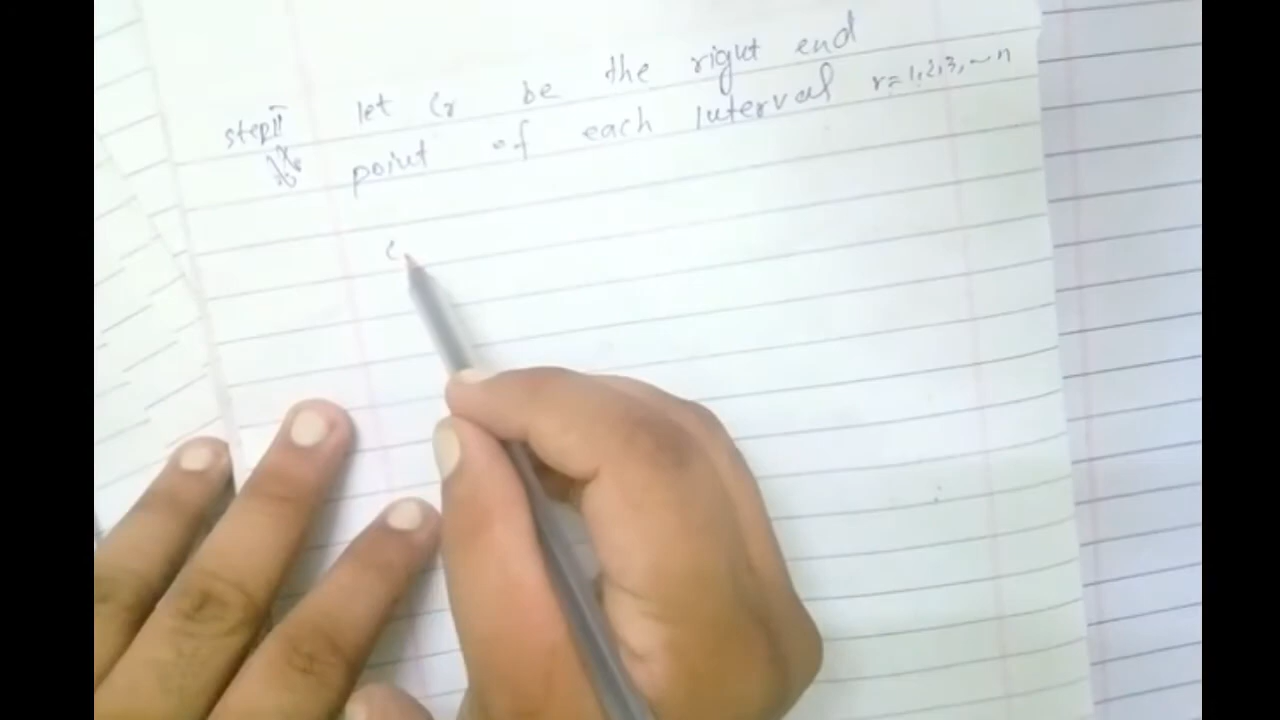 step II let Cr be the right end
point of each interval r = 1, 2, 3, ~ n
C